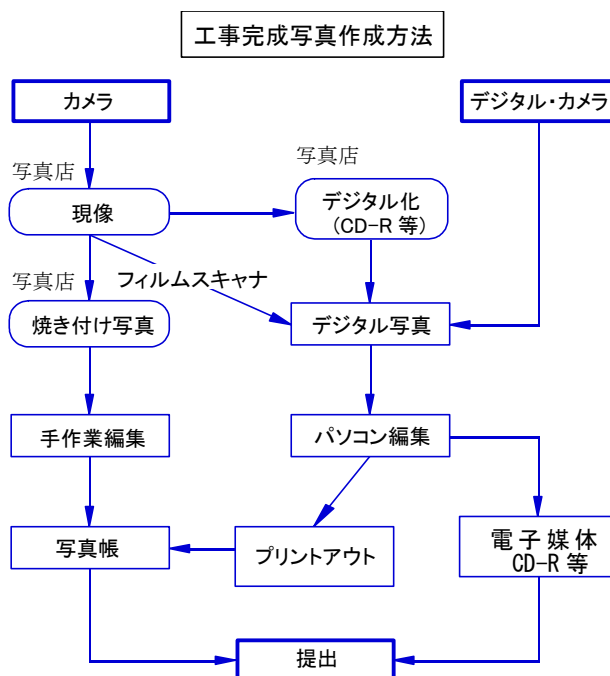 工事完成写真作成方法
カメラ
デジタル・カメラ
写真店
写真店
現像
デジタル化
(CD-R 等)
写真店
フィルムスキャナ
焼き付け写真
デジタル写真
手作業編集
パソコン編集
写真帳
プリントアウト
電子媒体
CD-R 等
提出